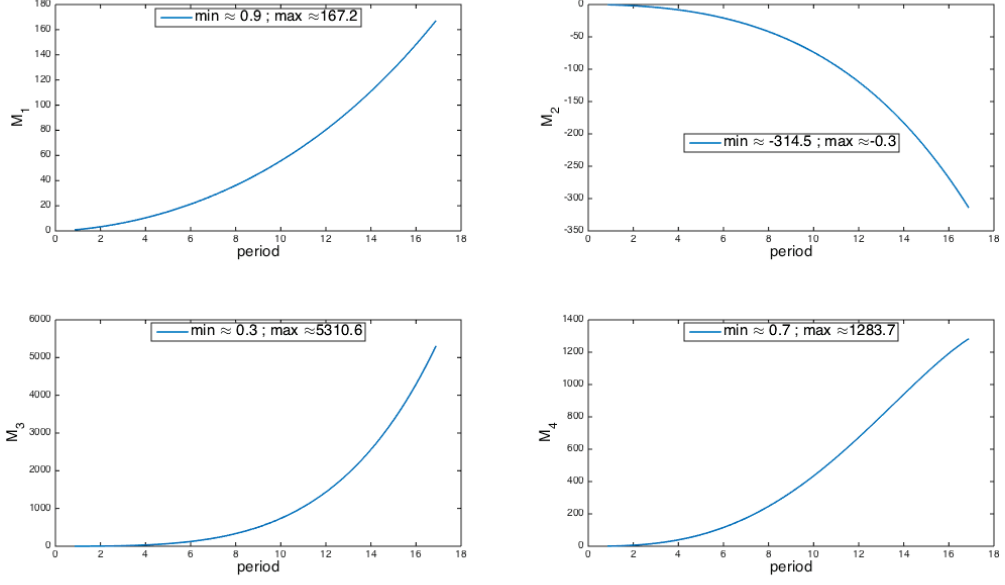 180
160
140
120
100
80
60
40
20
0
M1
min ≈ 0.9 ; max ≈167.2
0 2 4 6 8 10 12 14 16 18
period
0
-50
-100
-150
-200
-250
-300
-350
M2
min ≈ -314.5 ; max ≈-0.3
0 2 4 6 8 10 12 14 16 18
period
6000
5000
4000
3000
2000
1000
0
M3
min ≈ 0.3 ; max ≈5310.6
0 2 4 6 8 10 12 14 16 18
period
1400
1200
1000
800
600
400
200
0
M4
min ≈ 0.7 ; max ≈1283.7
0 2 4 6 8 10 12 14 16 18
period